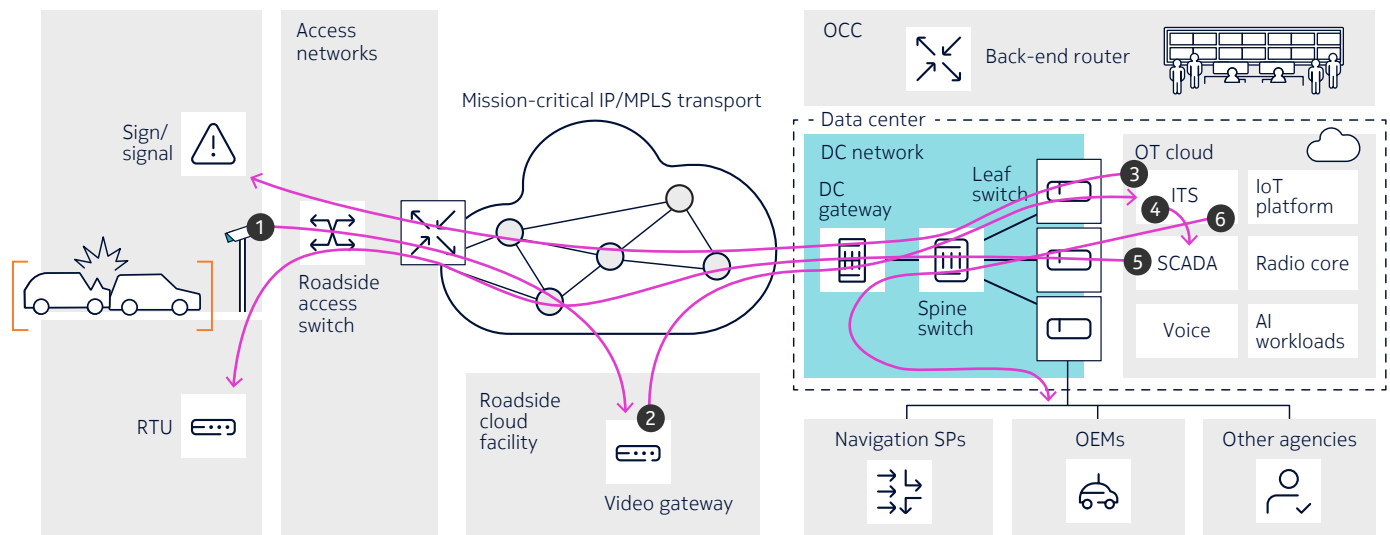 Access
networks
Sign/
signal
1
Roadside
access
switch
RTU
Mission-critical IP/MPLS transport
Roadside
cloud
facility
2
Video gateway
OCC
Back-end router
Data center
DC network
DC
gateway
Leaf
switch
Spine
switch
OT cloud
3
ITS
4
6
IoT
platform
5
SCADA
Radio core
Voice
AI
workloads
Navigation SPs
OEMs
Other agencies